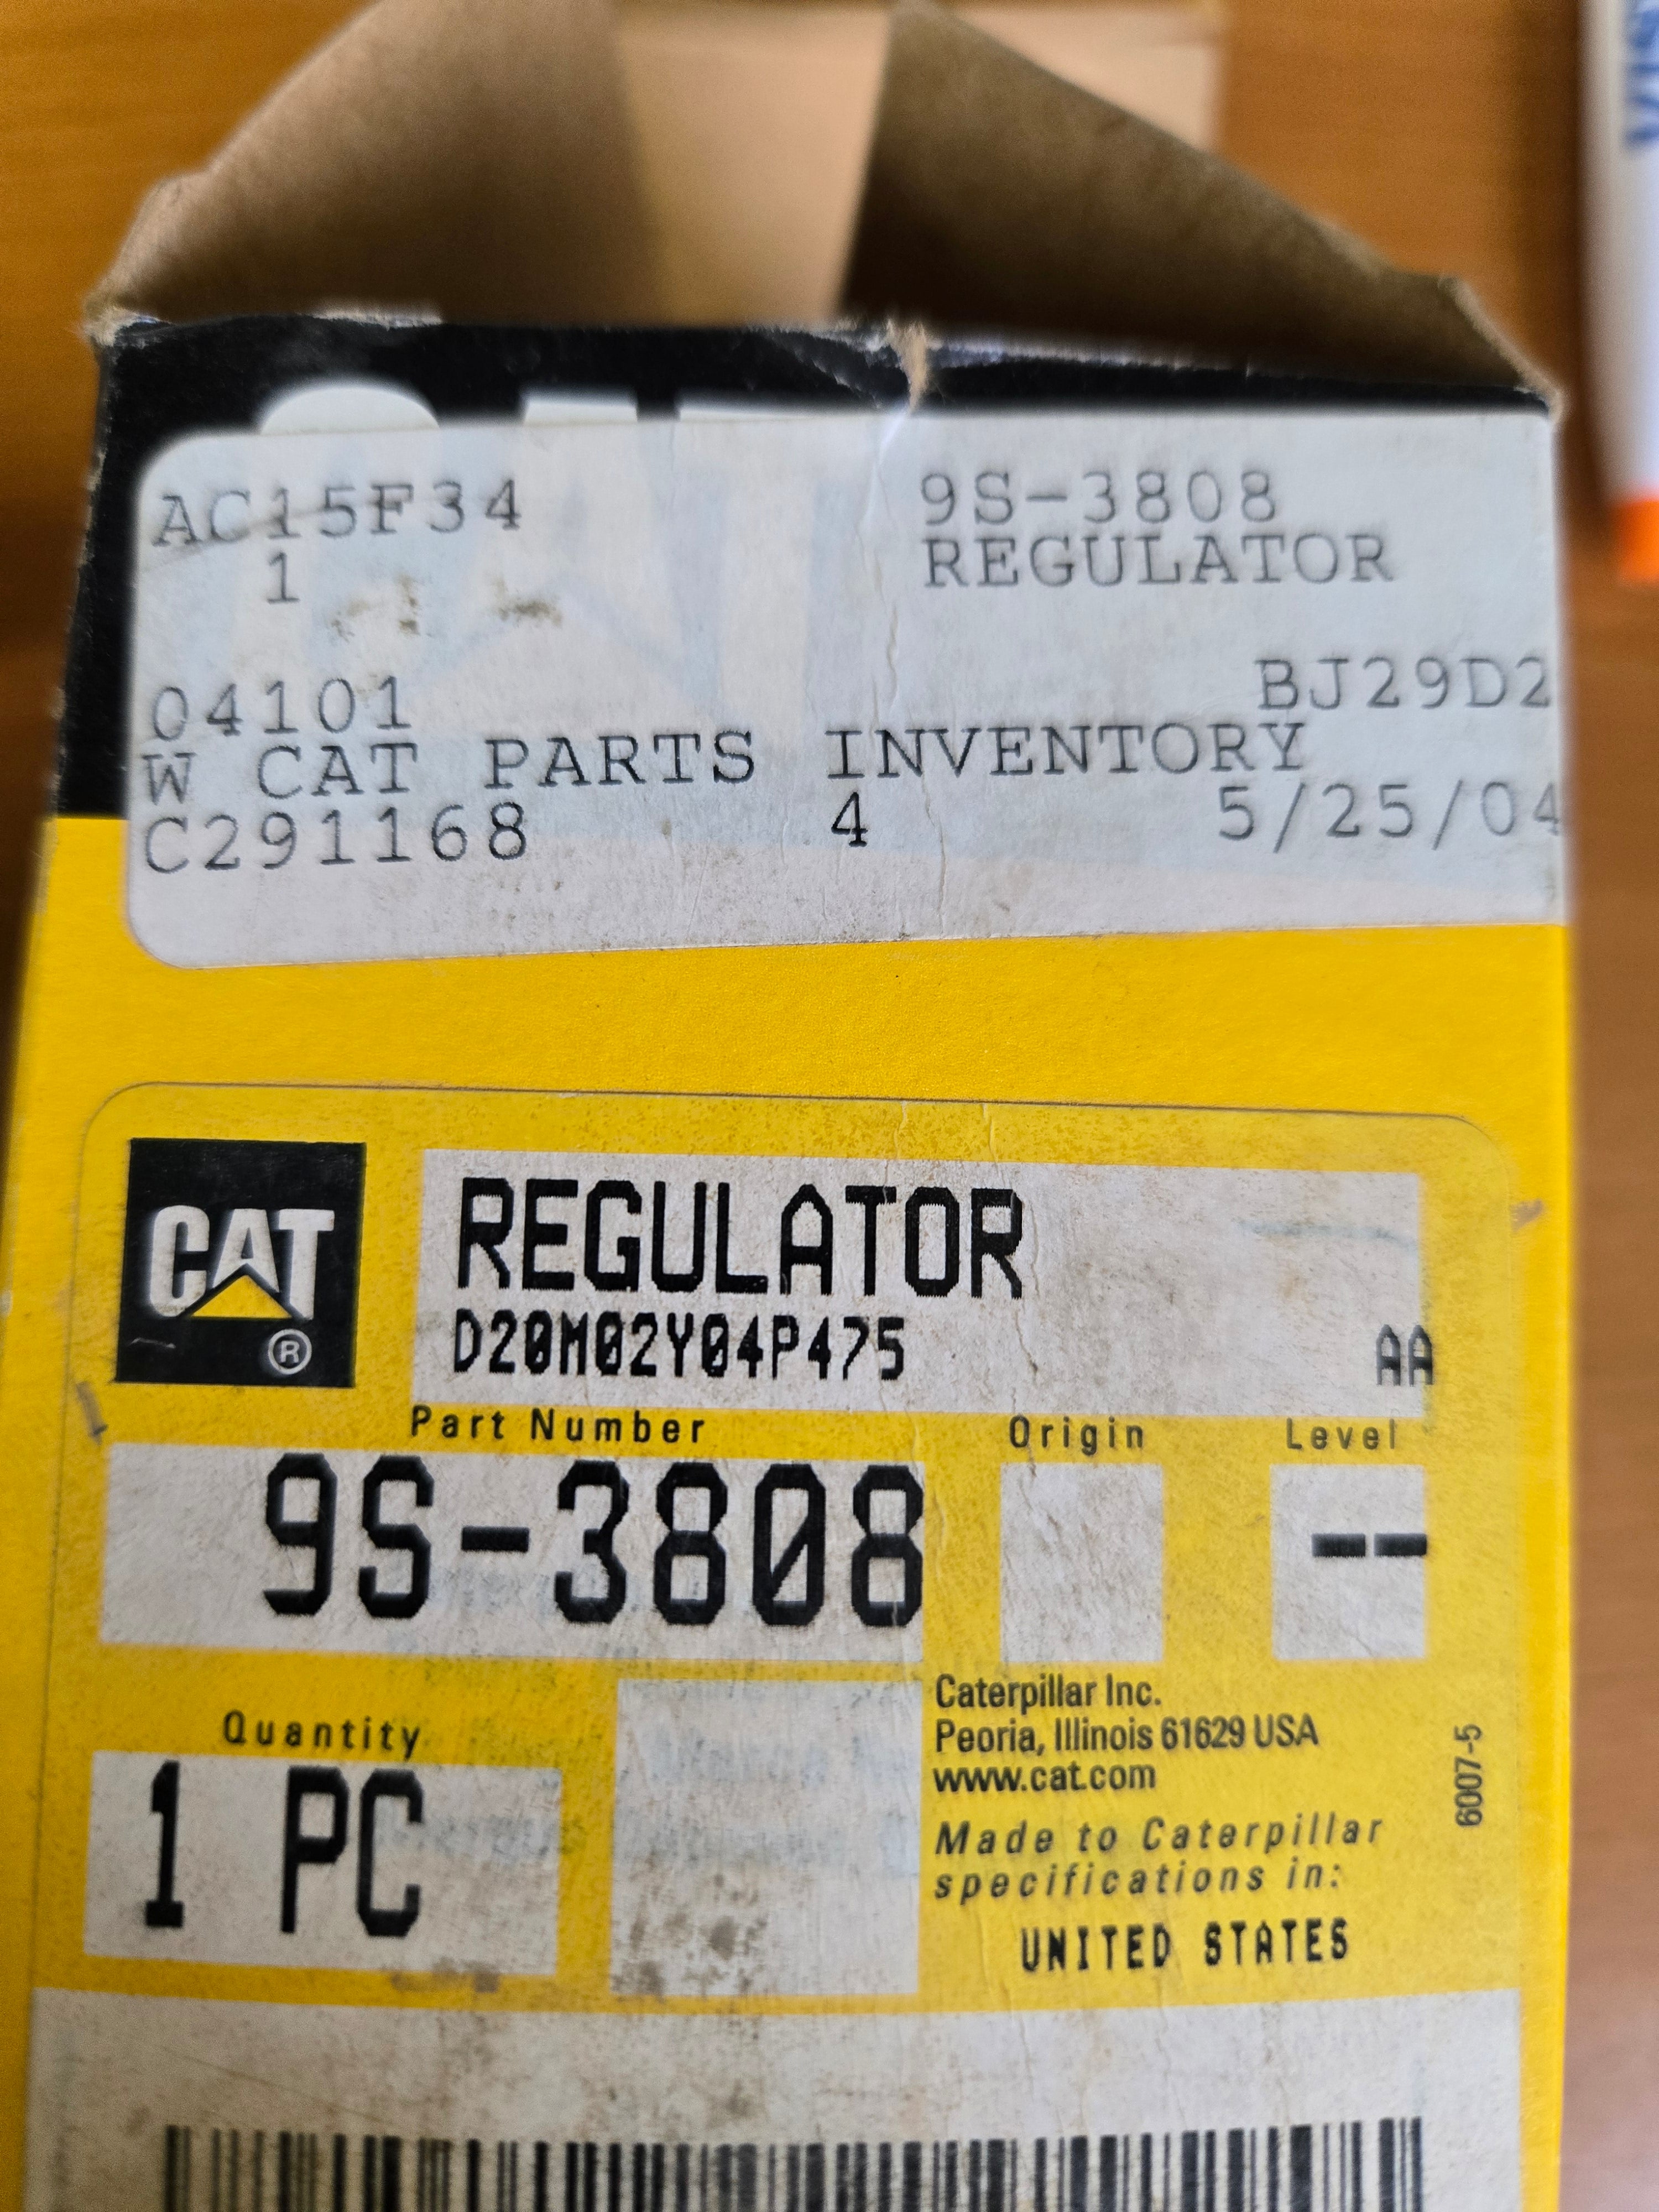 AC15F34 9S-3808
1 REGULATOR
04101 BJ29D2
W CAT PARTS INVENTORY
C291168 4 5/25/04
CAT ® REGULATOR
D20M02Y04P475 AA
Part Number Origin Level
9S-3808 --
Quantity
1 PC
Caterpillar Inc.
Peoria, Illinois 61629 USA
www.cat.com
Made to Caterpillar
specifications in:
UNITED STATES
6007-5